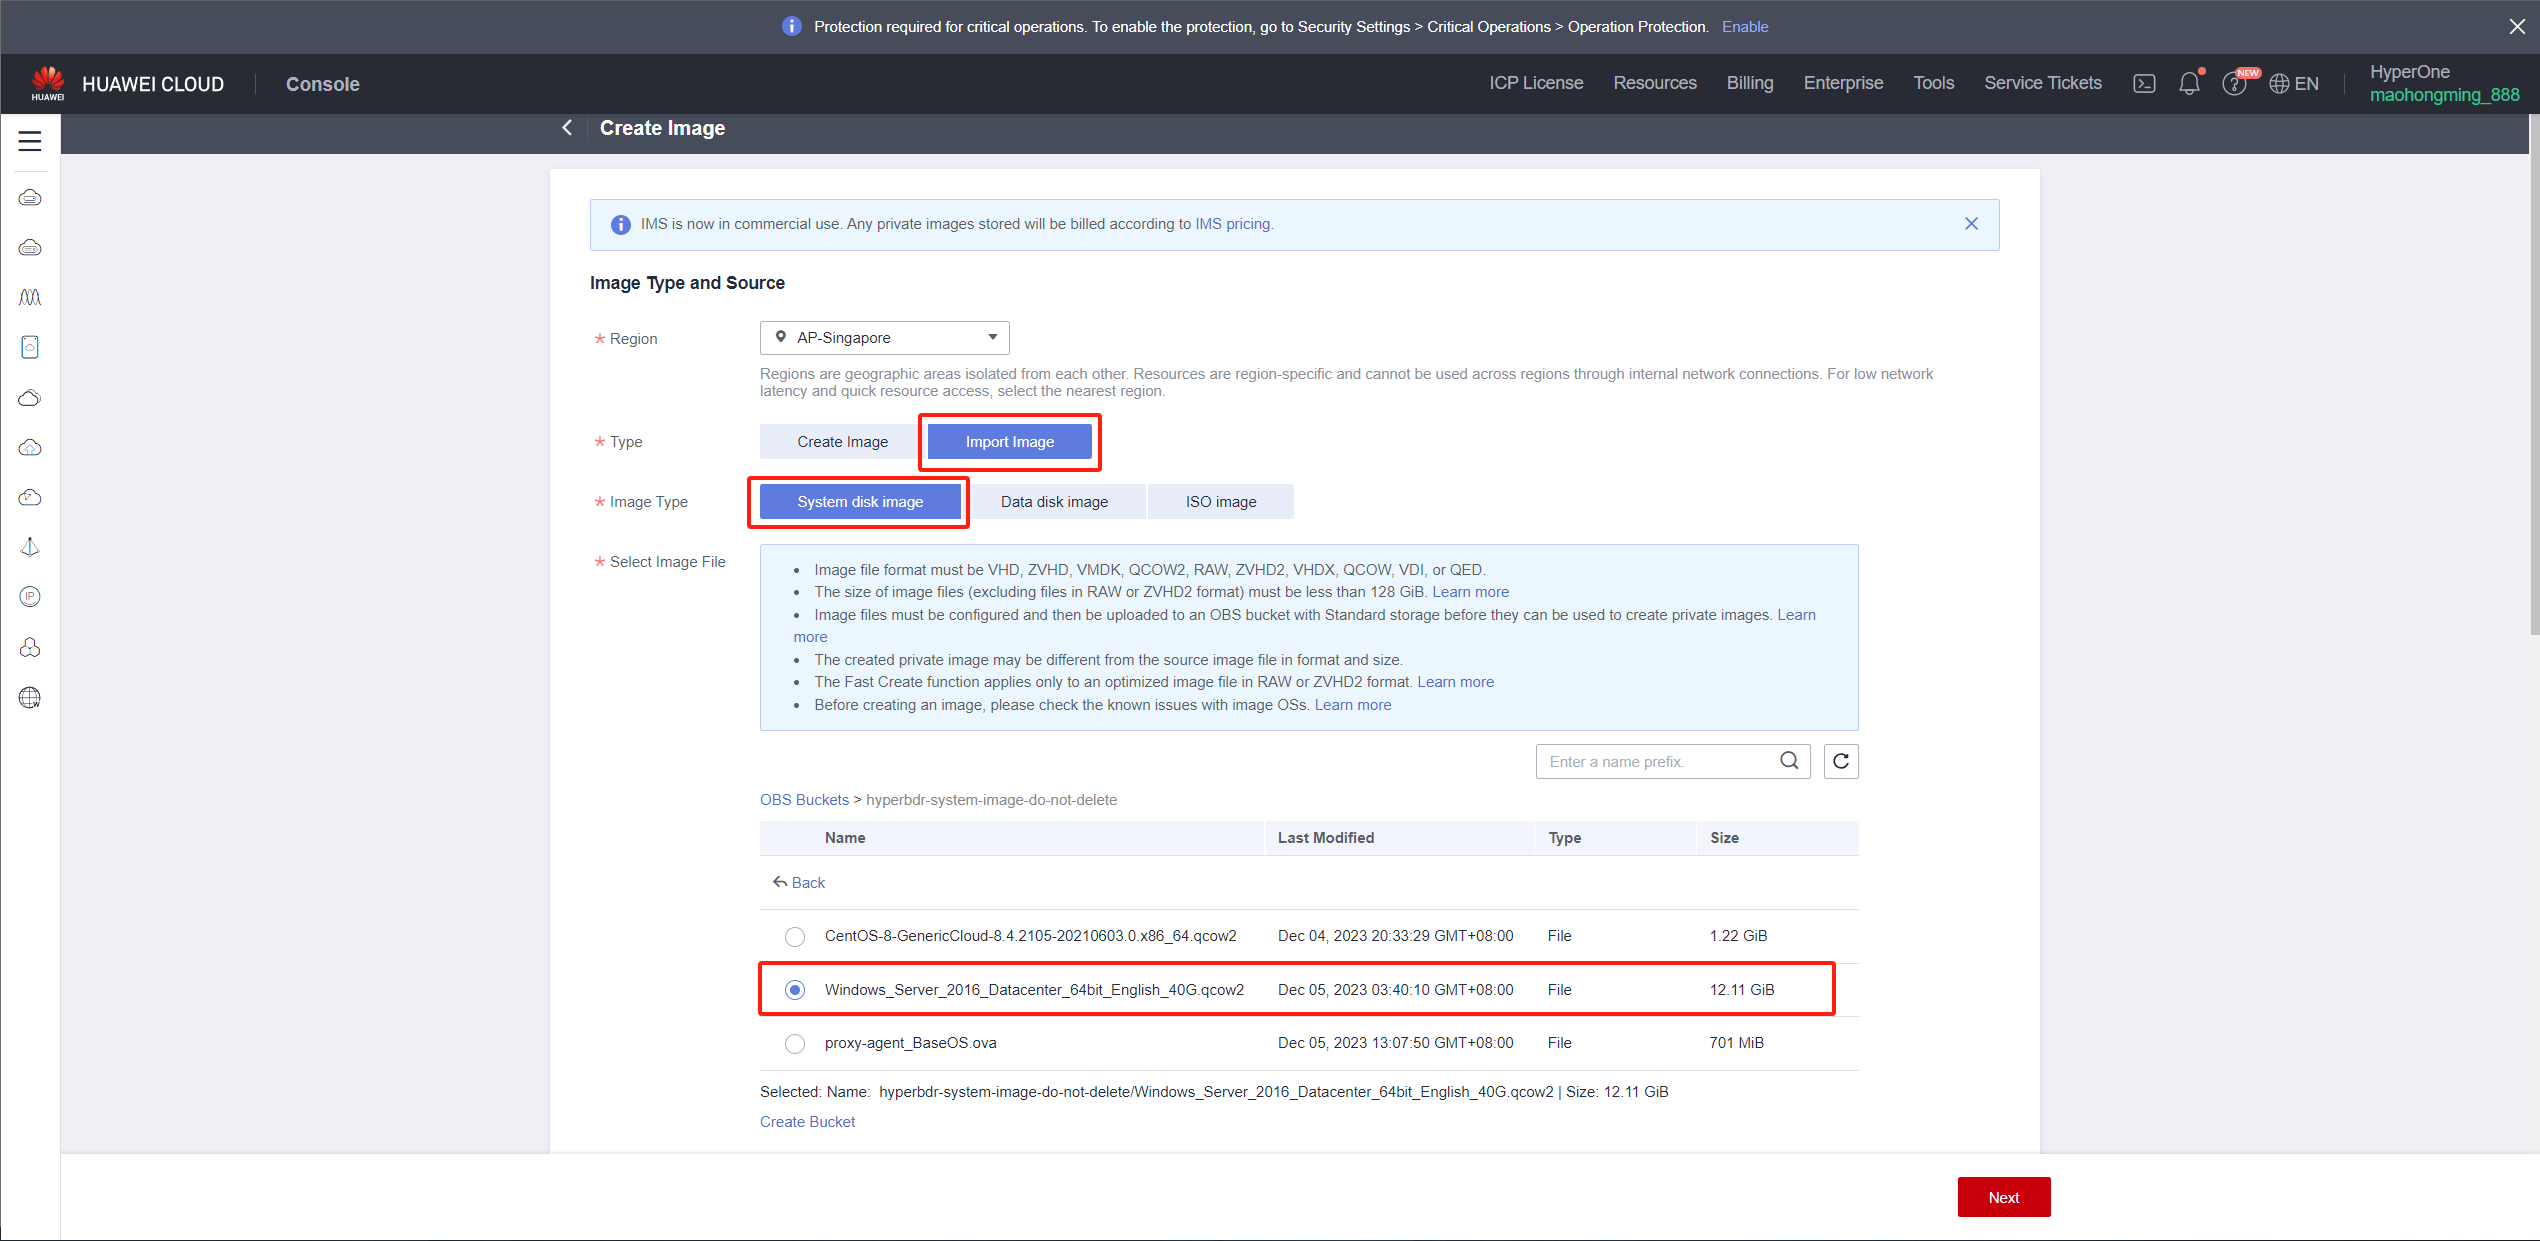 Protection required for critical operations. To enable the protection, go to Security Settings > Critical Operations > Operation Protection. Enable
HUAWEI
HUAWEI CLOUD
Console
ICP License
Resources
Billing
Enterprise
Tools
Service Tickets
NEW
EN
HyperOne
maohongming_888
Create Image
IMS is now in commercial use. Any private images stored will be billed according to IMS pricing.
Image Type and Source
* Region
AP-Singapore
Regions are geographic areas isolated from each other. Resources are region-specific and cannot be used across regions through internal network connections. For low network
latency and quick resource access, select the nearest region.
* Type
Create Image
Import Image
* Image Type
System disk image
Data disk image
ISO image
* Select Image File
• Image file format must be VHD, ZVHD, VMDK, QCOW2, RAW, ZVHD2, VHDX, QCOW, VDI, or QED.
• The size of image files (excluding files in RAW or ZVHD2 format) must be less than 128 GiB. Learn more
• Image files must be configured and then be uploaded to an OBS bucket with Standard storage before they can be used to create private images. Learn
more
• The created private image may be different from the source image file in format and size.
• The Fast Create function applies only to an optimized image file in RAW or ZVHD2 format. Learn more
• Before creating an image, please check the known issues with image OSs. Learn more
IP
W
Enter a name prefix.
OBS Buckets > hyperbdr-system-image-do-not-delete
Name Last Modified Type Size
Back
CentOS-8-GenericCloud-8.4.2105-20210603.0.x86_64.qcow2 Dec 04, 2023 20:33:29 GMT+08:00 File 1.22 GiB
Windows_Server_2016_Datacenter_64bit_English_40G.qcow2 Dec 05, 2023 03:40:10 GMT+08:00 File 12.11 GiB
proxy-agent_BaseOS.ova Dec 05, 2023 13:07:50 GMT+08:00 File 701 MiB
Selected: Name: hyperbdr-system-image-do-not-delete/Windows_Server_2016_Datacenter_64bit_English_40G.qcow2 | Size: 12.11 GiB
Create Bucket
Next